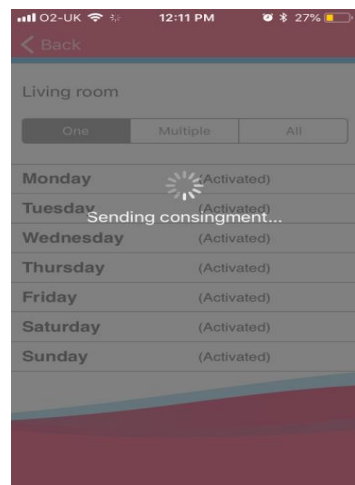 O2-UK 12:11 PM 27%
Back
Living room
One Multiple All
Monday (Activated)
Tuesday (Activated)
Sending consingment...
Wednesday (Activated)
Thursday (Activated)
Friday (Activated)
Saturday (Activated)
Sunday (Activated)